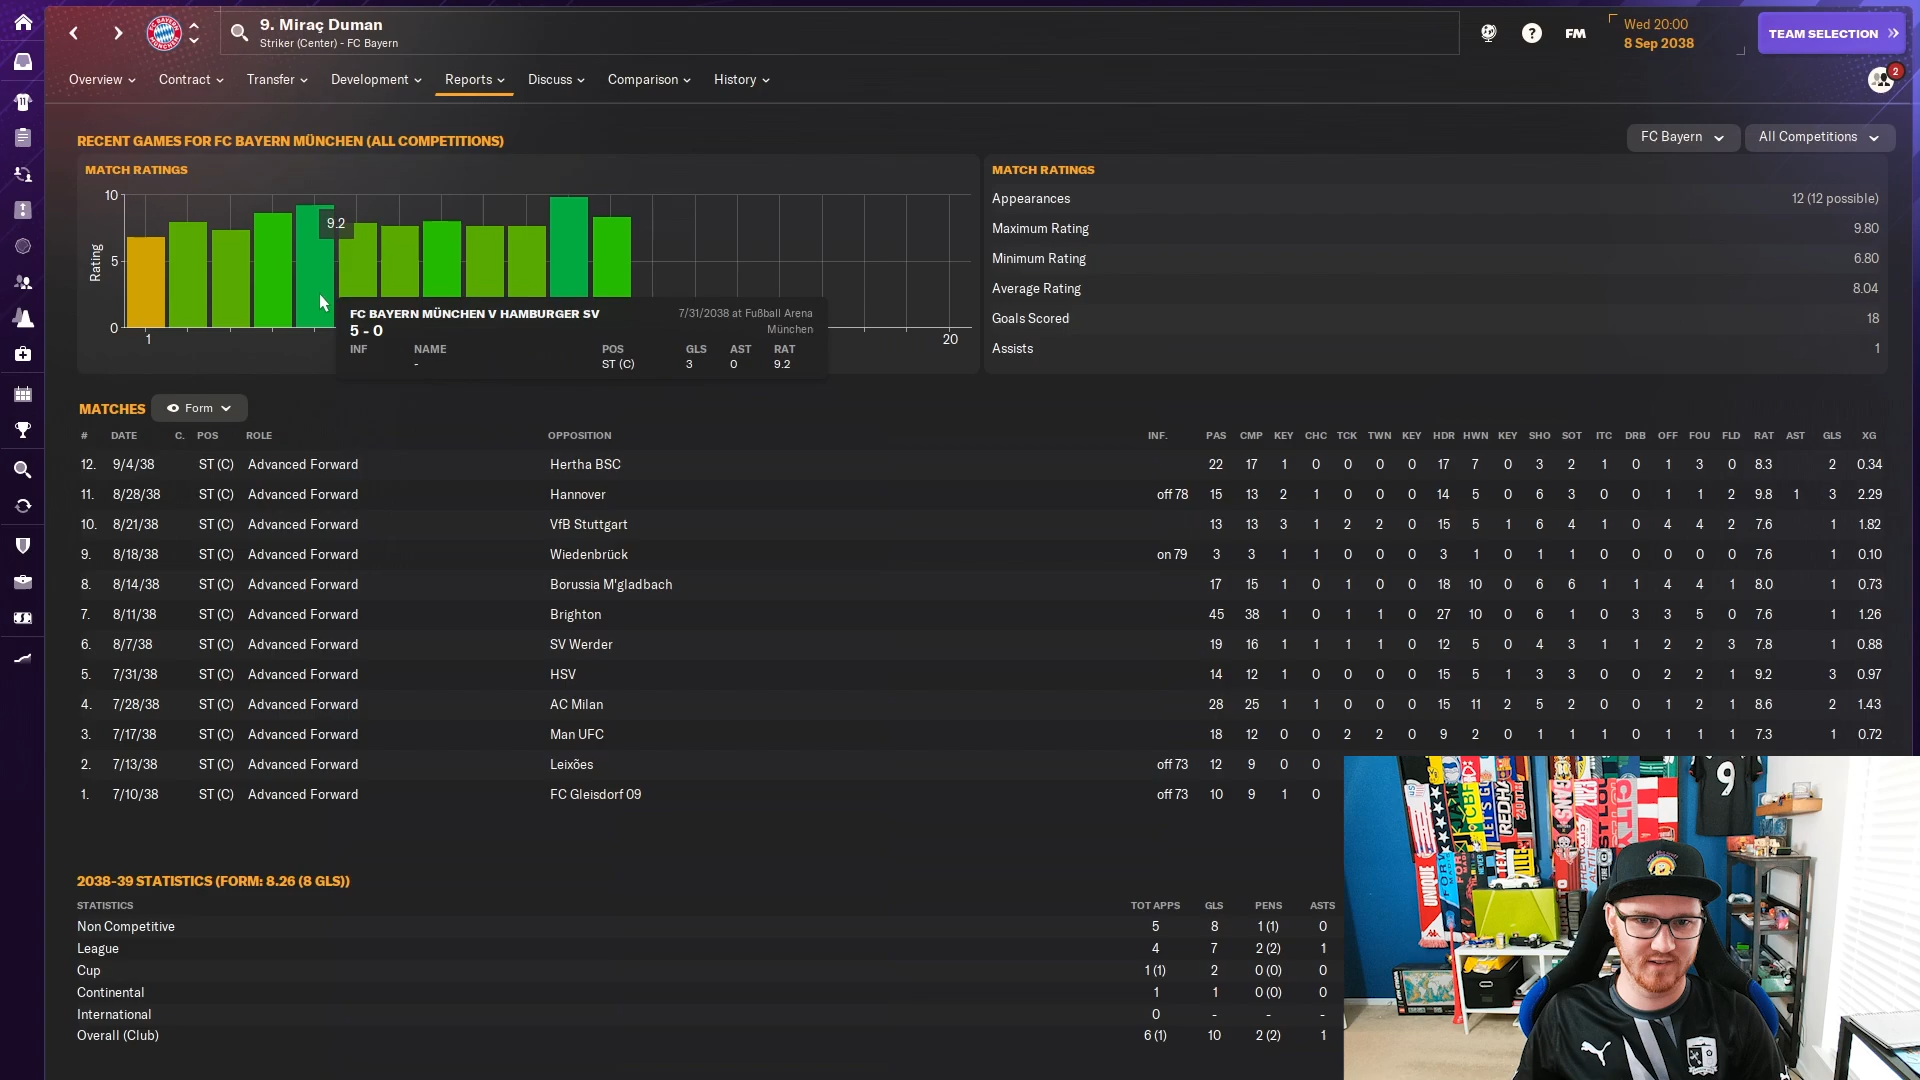 9. Miraç Duman
Striker (Center) - FC Bayern
FM
Wed 20:00
8 Sep 2038
TEAM SELECTION
Overview Contract Transfer Development Reports Discuss Comparison History
2
RECENT GAMES FOR FC BAYERN MÜNCHEN (ALL COMPETITIONS)
FC Bayern All Competitions
MATCH RATINGS
Rating
10
5
0
1
20
9.2
FC BAYERN MÜNCHEN V HAMBURGER SV 7/31/2038 at Fußball Arena
5 - 0 München
INF NAME POS GLS AST RAT
- ST (C) 3 0 9.2
MATCH RATINGS
Appearances 12 (12 possible)
Maximum Rating 9.80
Minimum Rating 6.80
Average Rating 8.04
Goals Scored 18
Assists 1
MATCHES Form
# DATE C. POS ROLE OPPOSITION INF. PAS CMP KEY CHC TCK TWN KEY HDR HWN KEY SHO SOT ITC DRB OFF FOU FLD RAT AST GLS XG
12. 9/4/38 ST (C) Advanced Forward Hertha BSC 22 17 1 0 0 0 0 17 7 0 3 2 1 0 1 3 0 8.3 2 0.34
11. 8/28/38 ST (C) Advanced Forward Hannover off 78 15 13 2 1 0 0 0 14 5 0 6 3 0 0 1 1 2 9.8 1 3 2.29
10. 8/21/38 ST (C) Advanced Forward VfB Stuttgart 13 13 3 1 2 2 0 15 5 1 6 4 1 0 4 4 2 7.6 1 1.82
9. 8/18/38 ST (C) Advanced Forward Wiedenbrück on 79 3 3 1 1 0 0 0 3 1 0 1 1 0 0 0 0 0 7.6 1 0.10
8. 8/14/38 ST (C) Advanced Forward Borussia M'gladbach 17 15 1 0 1 0 0 18 10 0 6 6 1 1 4 4 1 8.0 1 0.73
7. 8/11/38 ST (C) Advanced Forward Brighton 45 38 1 0 1 1 0 27 10 0 6 1 0 3 3 5 0 7.6 1 1.26
6. 8/7/38 ST (C) Advanced Forward SV Werder 19 16 1 1 1 1 0 12 5 0 4 3 1 1 2 2 3 7.8 1 0.88
5. 7/31/38 ST (C) Advanced Forward HSV 14 12 1 0 0 0 0 15 5 1 3 3 0 0 2 2 1 9.2 3 0.97
4. 7/28/38 ST (C) Advanced Forward AC Milan 28 25 1 1 0 0 0 15 11 2 5 2 0 0 1 2 1 8.6 2 1.43
3. 7/17/38 ST (C) Advanced Forward Man UFC 18 12 0 0 2 2 0 9 2 0 1 1 1 0 1 1 1 7.3 1 0.72
2. 7/13/38 ST (C) Advanced Forward Leixões off 73 12 9 0 0
1. 7/10/38 ST (C) Advanced Forward FC Gleisdorf 09 off 73 10 9 1 0
2038-39 STATISTICS (FORM: 8.26 (8 GLS))
STATISTICS TOT APPS GLS PENS ASTS
Non Competitive 5 8 1 (1) 0
League 4 7 2 (2) 1
Cup 1 (1) 2 0 (0) 0
Continental 1 1 0 (0) 0
International 0 - - -
Overall (Club) 6 (1) 10 2 (2) 1
9
UNIQUE
LET'S G
REDHA
CITY
STLOU
TEX
VILLE